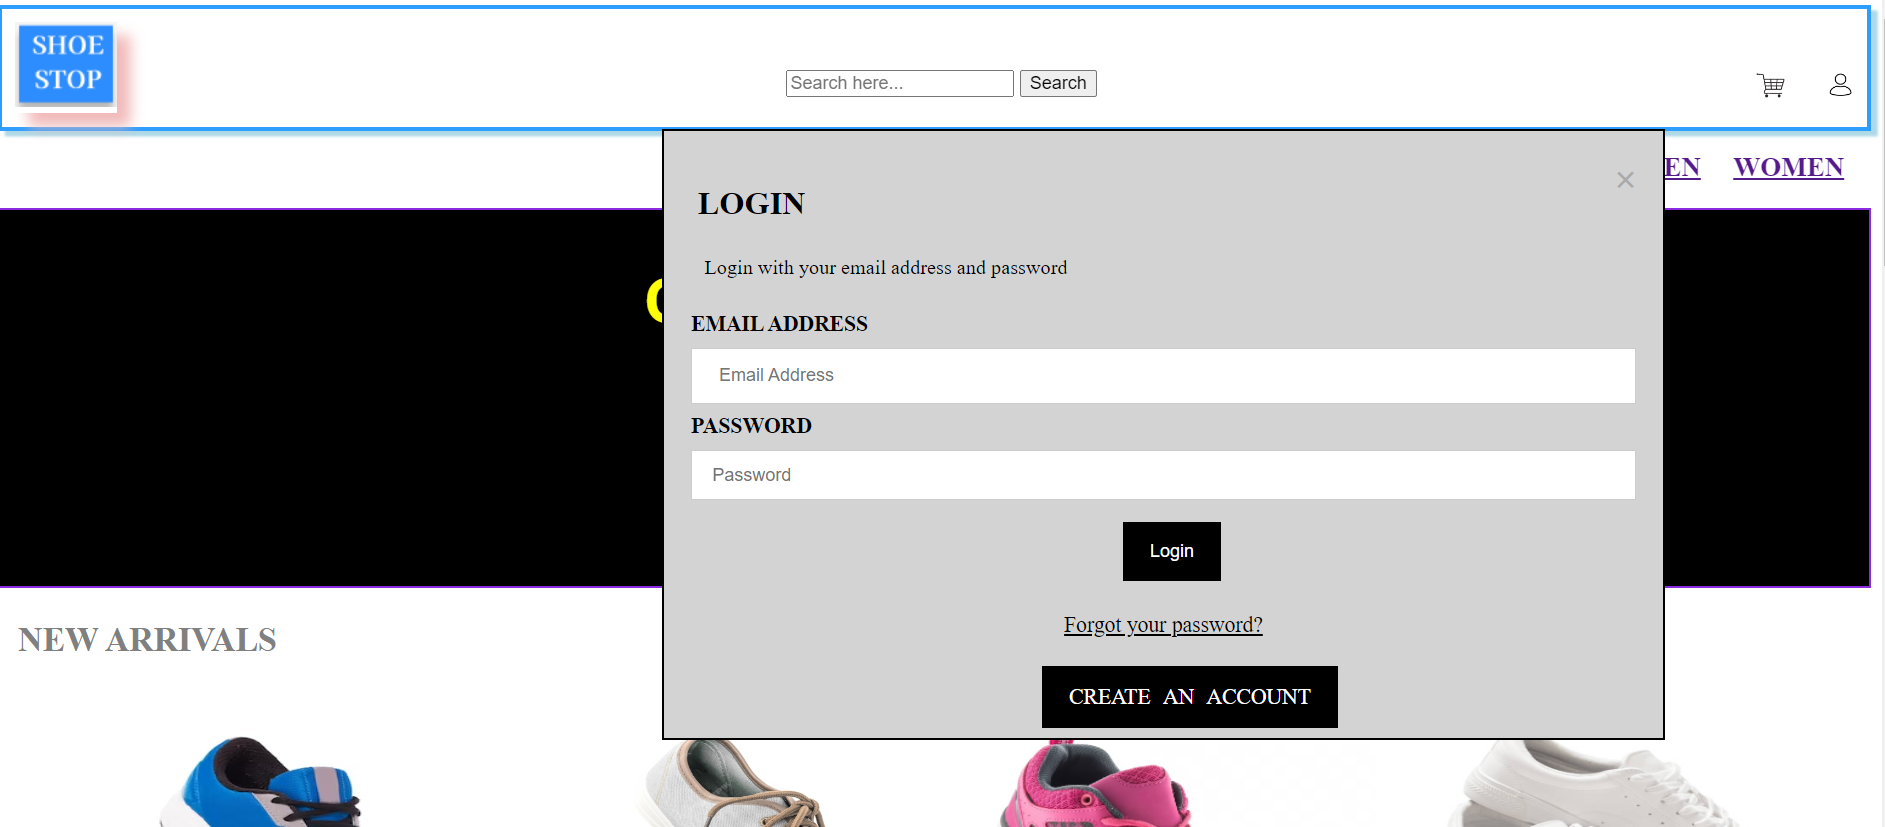 SHOE
STOP
Search here...
Search
EN
WOMEN
×
LOGIN
Login with your email address and password
EMAIL ADDRESS
Email Address
PASSWORD
Password
Login
Forgot your password?
CREATE AN ACCOUNT
NEW ARRIVALS